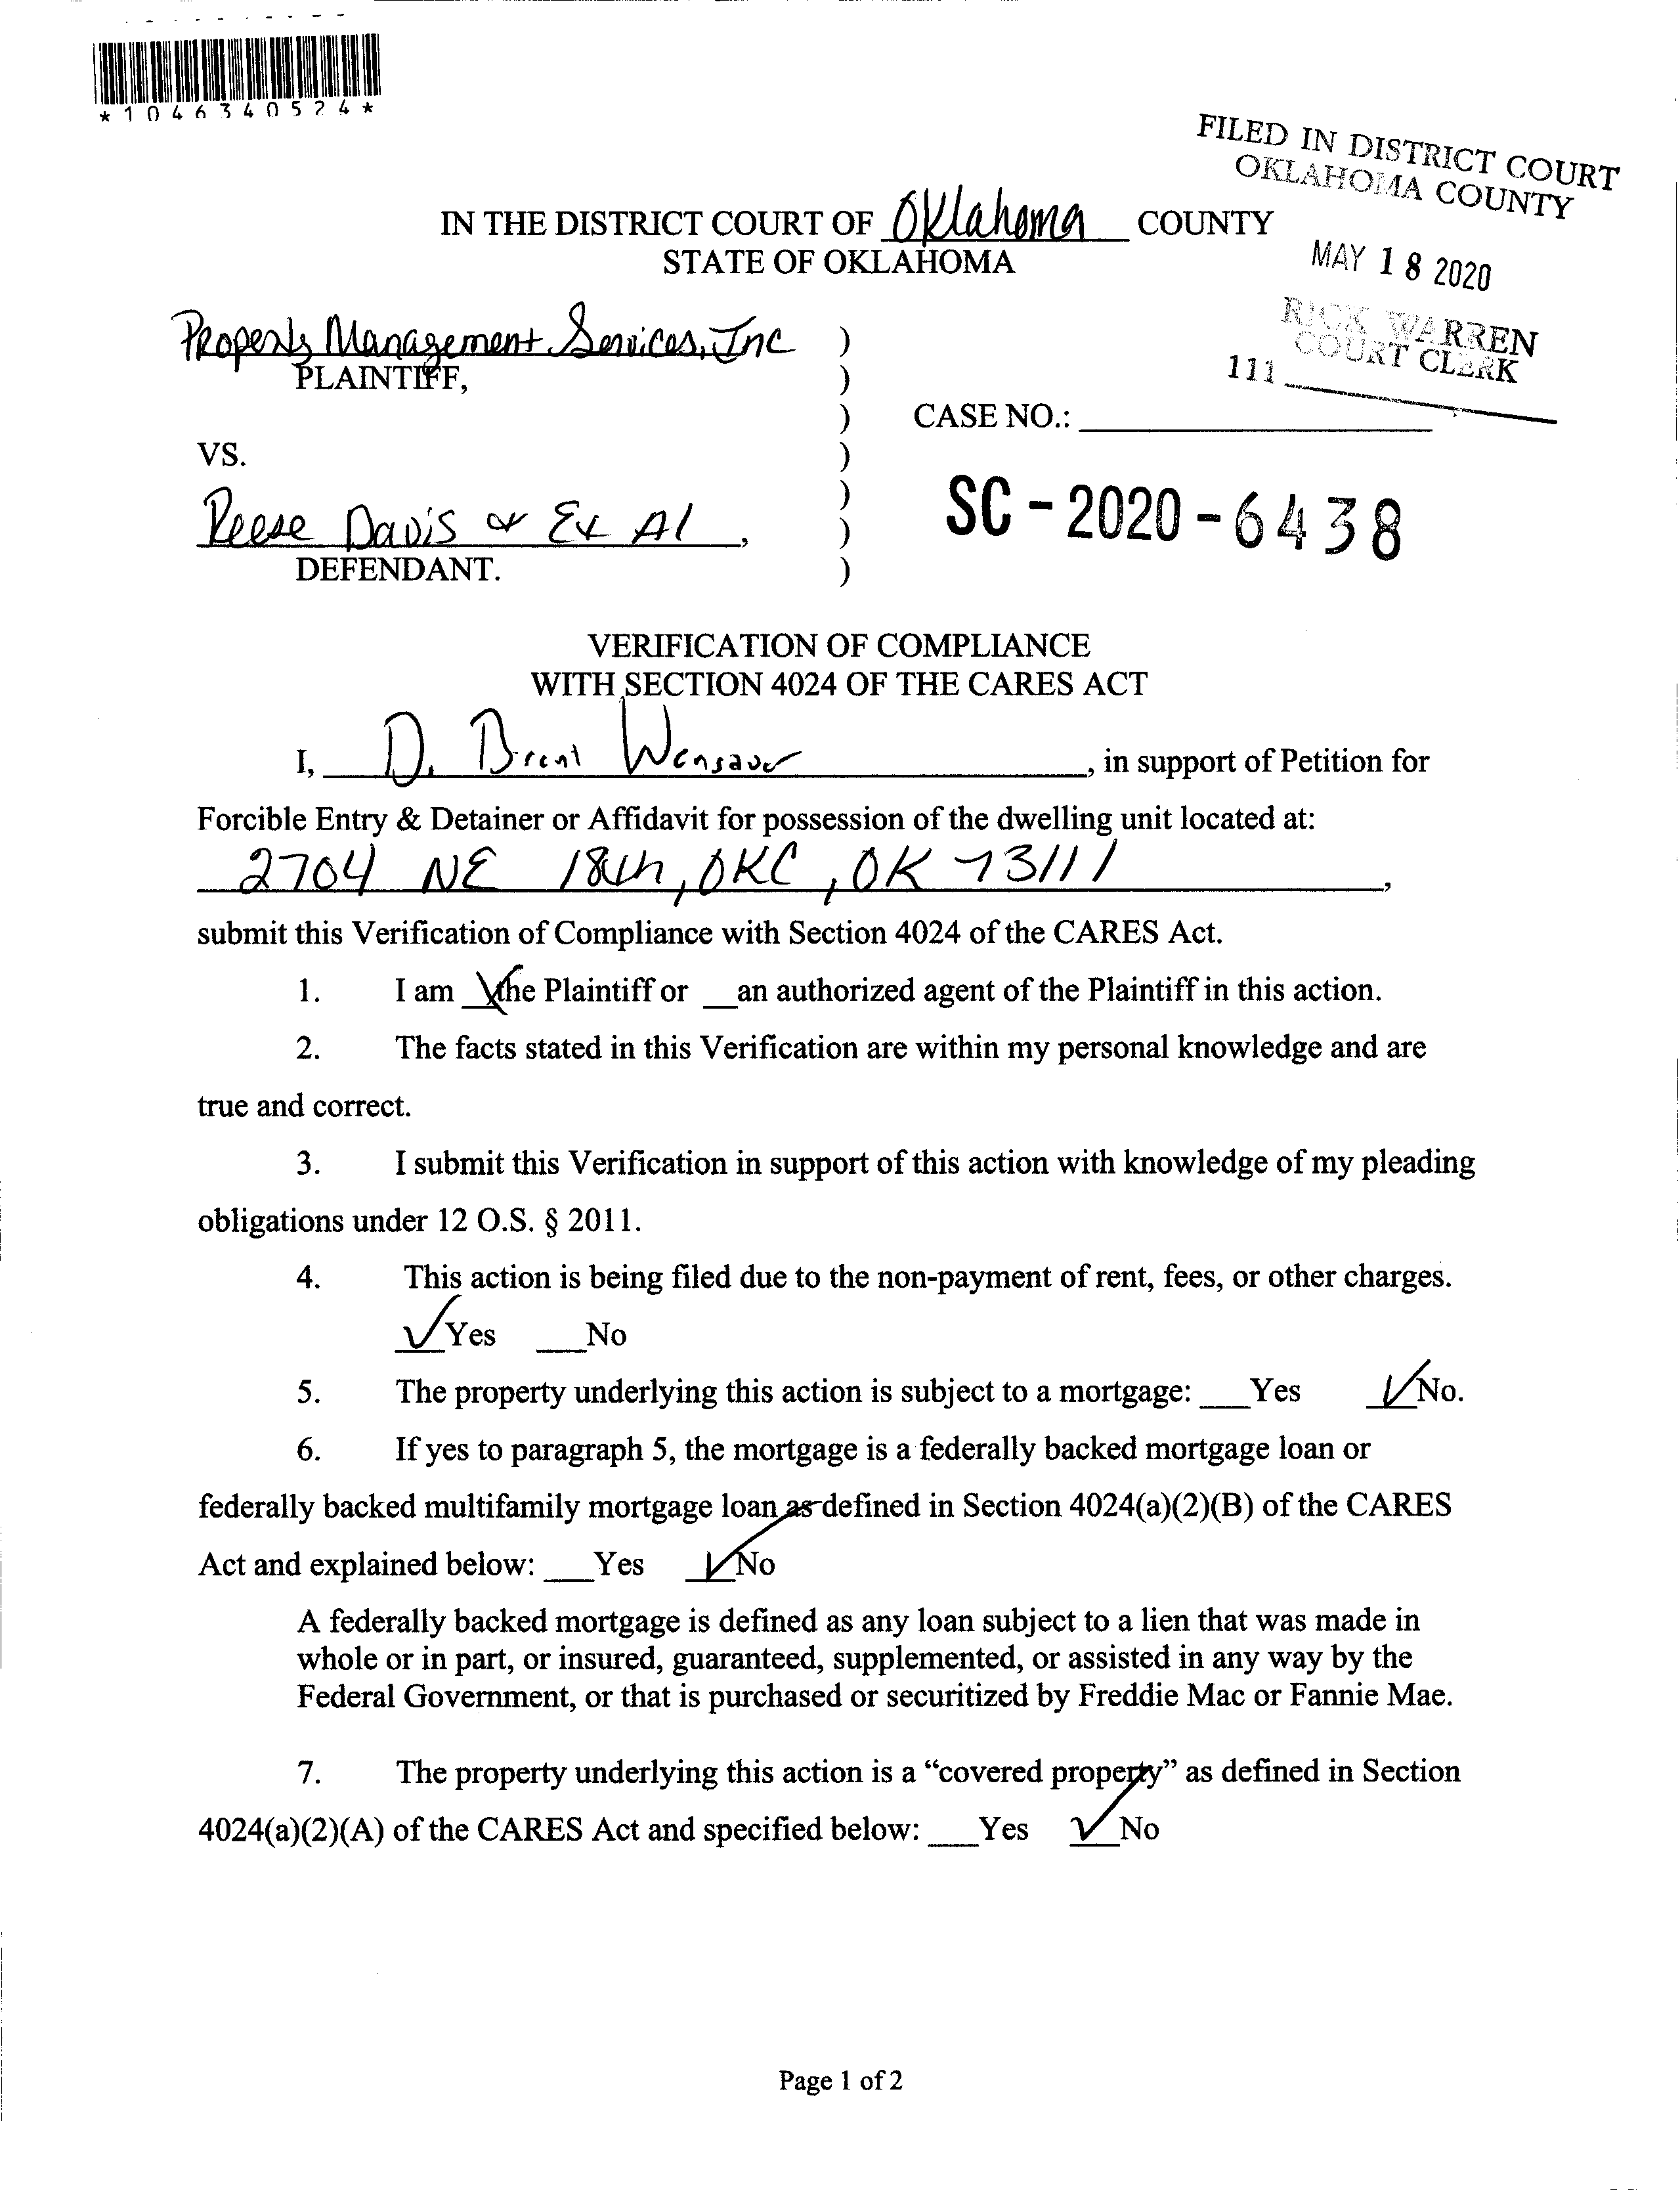 *1046340524*
FILED IN DISTRICT COURT
OKLAHOMA COUNTY
MAY 18 2020
RICK WARREN
COURT CLERK
111
IN THE DISTRICT COURT OF Oklahoma COUNTY
STATE OF OKLAHOMA
Property Management Services, Inc )
PLAINTIFF, )
) CASE NO.:
VS. )
) SC-2020-6438
Reese Davis or Et Al , )
DEFENDANT. )
VERIFICATION OF COMPLIANCE
WITH SECTION 4024 OF THE CARES ACT
I, D. Brent Wensauer, in support of Petition for
Forcible Entry & Detainer or Affidavit for possession of the dwelling unit located at:
2704 NE 18th, OKC, OK 73111 ,
submit this Verification of Compliance with Section 4024 of the CARES Act.
1. I am X the Plaintiff or __an authorized agent of the Plaintiff in this action.
2. The facts stated in this Verification are within my personal knowledge and are
true and correct.
3. I submit this Verification in support of this action with knowledge of my pleading
obligations under 12 O.S. § 2011.
4. This action is being filed due to the non-payment of rent, fees, or other charges.
✓Yes ___No
5. The property underlying this action is subject to a mortgage: ___Yes ✓No.
6. If yes to paragraph 5, the mortgage is a federally backed mortgage loan or
federally backed multifamily mortgage loan as defined in Section 4024(a)(2)(B) of the CARES
Act and explained below: ___Yes ✓No
A federally backed mortgage is defined as any loan subject to a lien that was made in
whole or in part, or insured, guaranteed, supplemented, or assisted in any way by the
Federal Government, or that is purchased or securitized by Freddie Mac or Fannie Mae.
7. The property underlying this action is a “covered property” as defined in Section
4024(a)(2)(A) of the CARES Act and specified below: ___Yes ✓No
Page 1 of 2